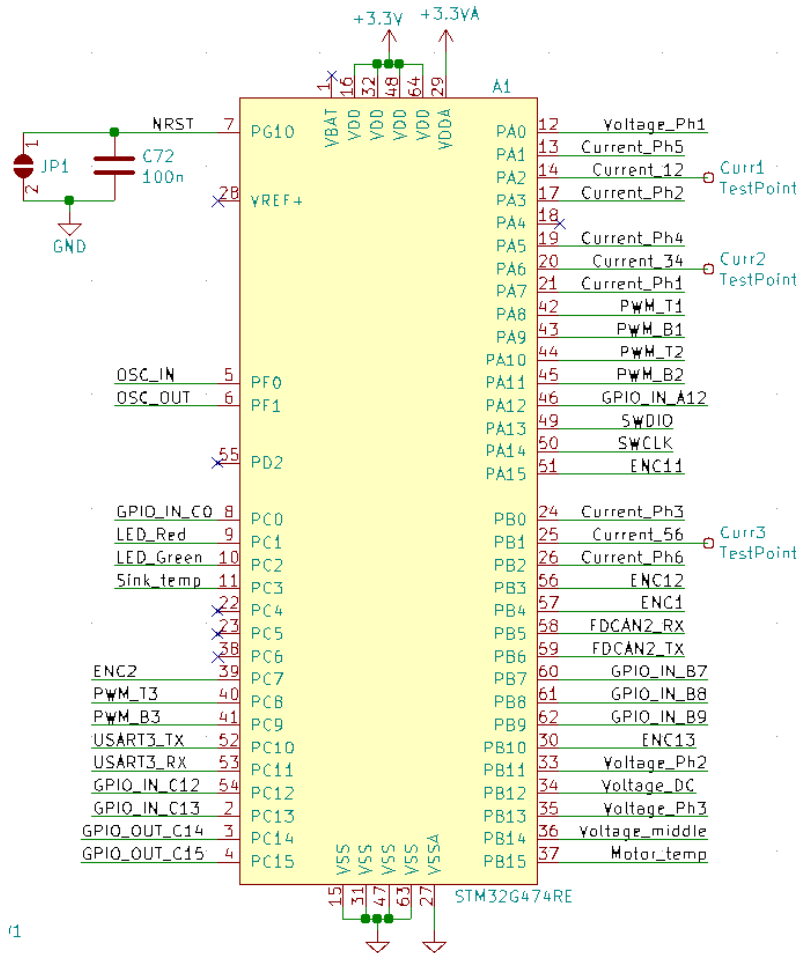 +3.3V +3.3VA
A1
1 16 32 48 64 29
VBAT VDD VDD VDD VDD VDDA
NRST 7 PG10
JP1 1 2
C72
100n
GND
28 VREF+
OSC_IN 5 PF0
OSC_OUT 6 PF1
55 PD2
GPIO_IN_C0 8 PC0
LED_Red 9 PC1
LED_Green 10 PC2
Sink_temp 11 PC3
22 PC4
23 PC5
38 PC6
ENC2 39 PC7
PWM_T3 40 PC8
PWM_B3 41 PC9
USART3_TX 52 PC10
USART3_RX 53 PC11
GPIO_IN_C12 54 PC12
GPIO_IN_C13 2 PC13
GPIO_OUT_C14 3 PC14
GPIO_OUT_C15 4 PC15
PA0 12 Voltage_Ph1
PA1 13 Current_Ph5
PA2 14 Current_12 Curr1
TestPoint
PA3 17 Current_Ph2
PA4 18
PA5 19 Current_Ph4
PA6 20 Current_34 Curr2
TestPoint
PA7 21 Current_Ph1
PA8 42 PWM_T1
PA9 43 PWM_B1
PA10 44 PWM_T2
PA11 45 PWM_B2
PA12 46 GPIO_IN_A12
PA13 49 SWDIO
PA14 50 SWCLK
PA15 51 ENC11
PB0 24 Current_Ph3
PB1 25 Current_56 Curr3
TestPoint
PB2 26 Current_Ph6
PB3 56 ENC12
PB4 57 ENC1
PB5 58 FDCAN2_RX
PB6 59 FDCAN2_TX
PB7 60 GPIO_IN_B7
PB8 61 GPIO_IN_B8
PB9 62 GPIO_IN_B9
PB10 30 ENC13
PB11 33 Voltage_Ph2
PB12 34 Voltage_DC
PB13 35 Voltage_Ph3
PB14 36 Voltage_middle
PB15 37 Motor_temp
VSS VSS VSS VSS VSSA
15 31 47 63 27
STM32G474RE